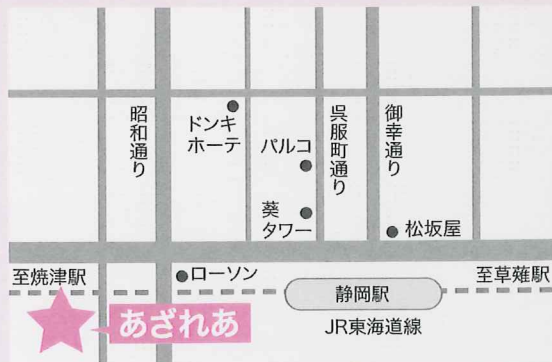 昭和通り
ドンキ
ホーテ
パルコ
呉服町通り
御幸通り
葵
タワー
松坂屋
至焼津駅
ローソン
静岡駅
至草薙駅
あざれあ
JR東海道線